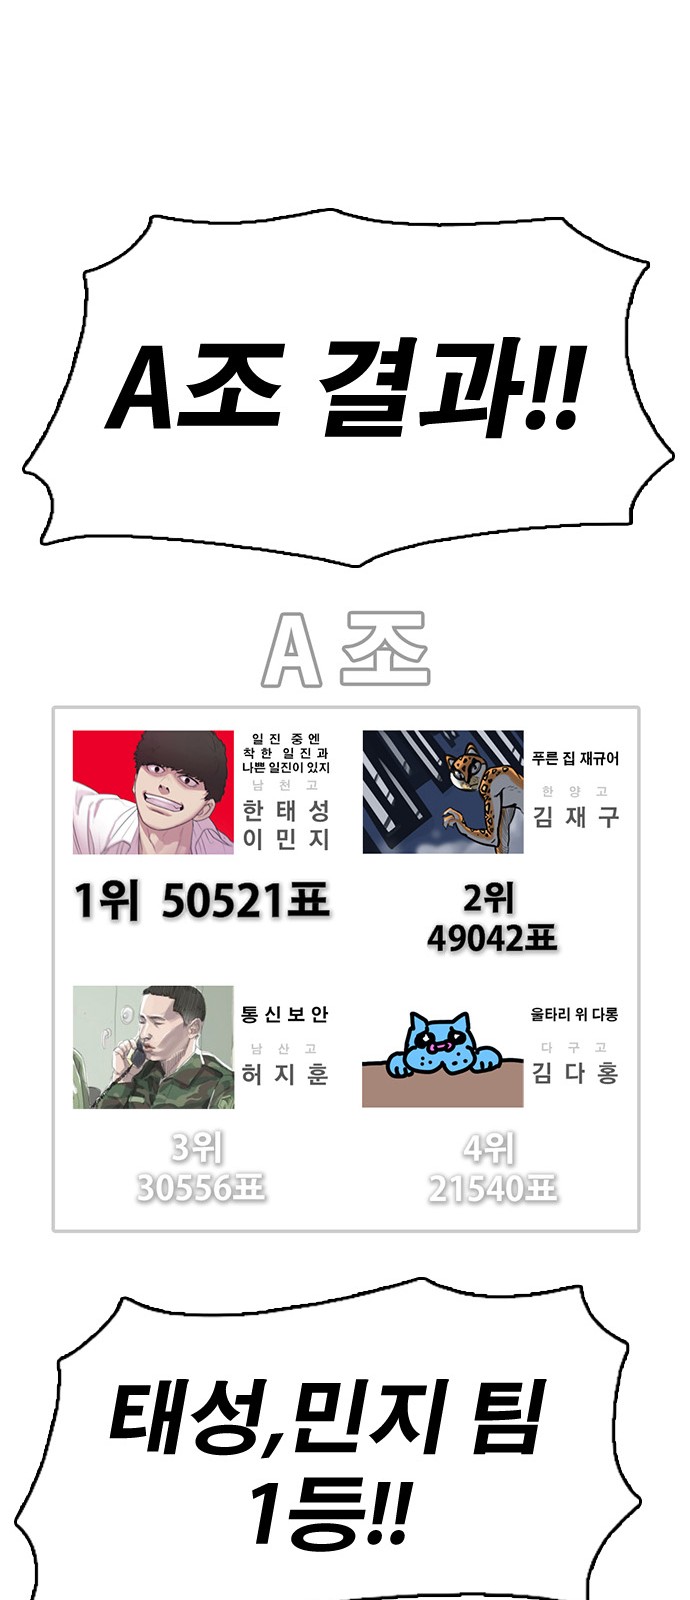 A조 결과!!
A조
일진 중엔
착한 일진과
나쁜 일진이 있지
남천고
한태성
이민지
1위 50521표
푸른 집 재규어
한양고
김재구
2위
49042표
통신보안
남산고
허지훈
3위
30556표
울타리 위 다롱
다구고
김다홍
4위
21540표
태성,민지 팀
1등!!